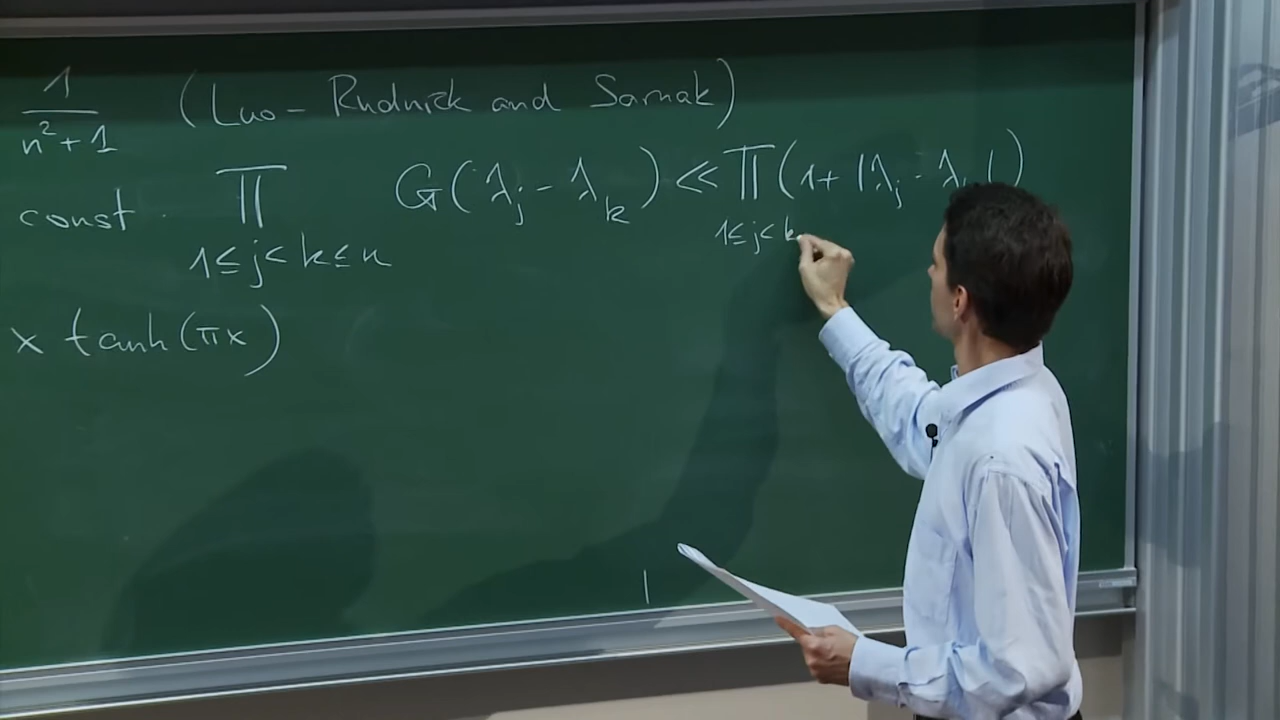 1/(n²+1) (Luo-Rudnick and Sarnak)
const. ∏_{1≤j<k≤n} G(λ_j - λ_k) ≪ ∏_{1≤j<k} (1+|λ_j - λ_k|)
x tanh(πx)